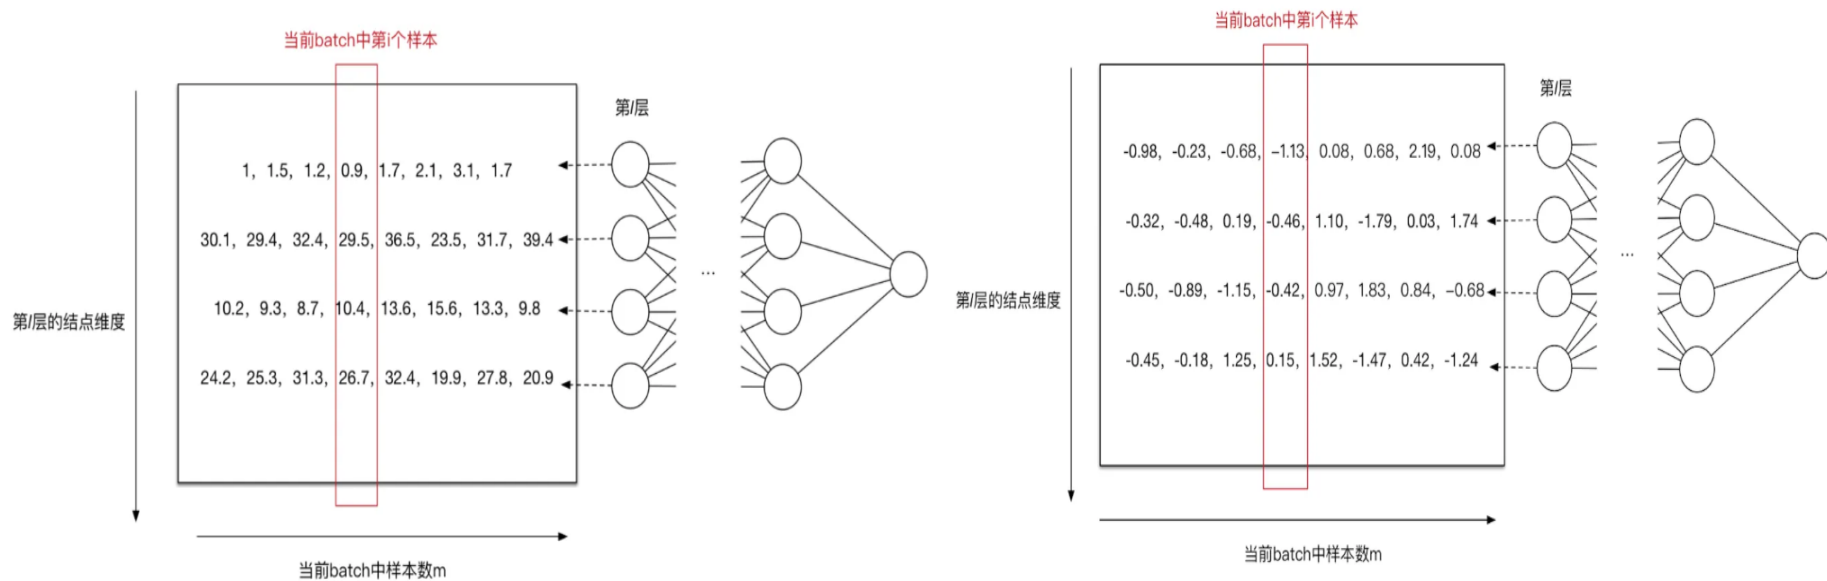 当前batch中第i个样本
第l层
1, 1.5, 1.2, 0.9, 1.7, 2.1, 3.1, 1.7
30.1, 29.4, 32.4, 29.5, 36.5, 23.5, 31.7, 39.4
10.2, 9.3, 8.7, 10.4, 13.6, 15.6, 13.3, 9.8
24.2, 25.3, 31.3, 26.7, 32.4, 19.9, 27.8, 20.9
...
第l层的结点维度
当前batch中样本数m
当前batch中第i个样本
第l层
-0.98, -0.23, -0.68, -1.13, 0.08, 0.68, 2.19, 0.08
-0.32, -0.48, 0.19, -0.46, 1.10, -1.79, 0.03, 1.74
-0.50, -0.89, -1.15, -0.42, 0.97, 1.83, 0.84, -0.68
-0.45, -0.18, 1.25, 0.15, 1.52, -1.47, 0.42, -1.24
...
第l层的结点维度
当前batch中样本数m